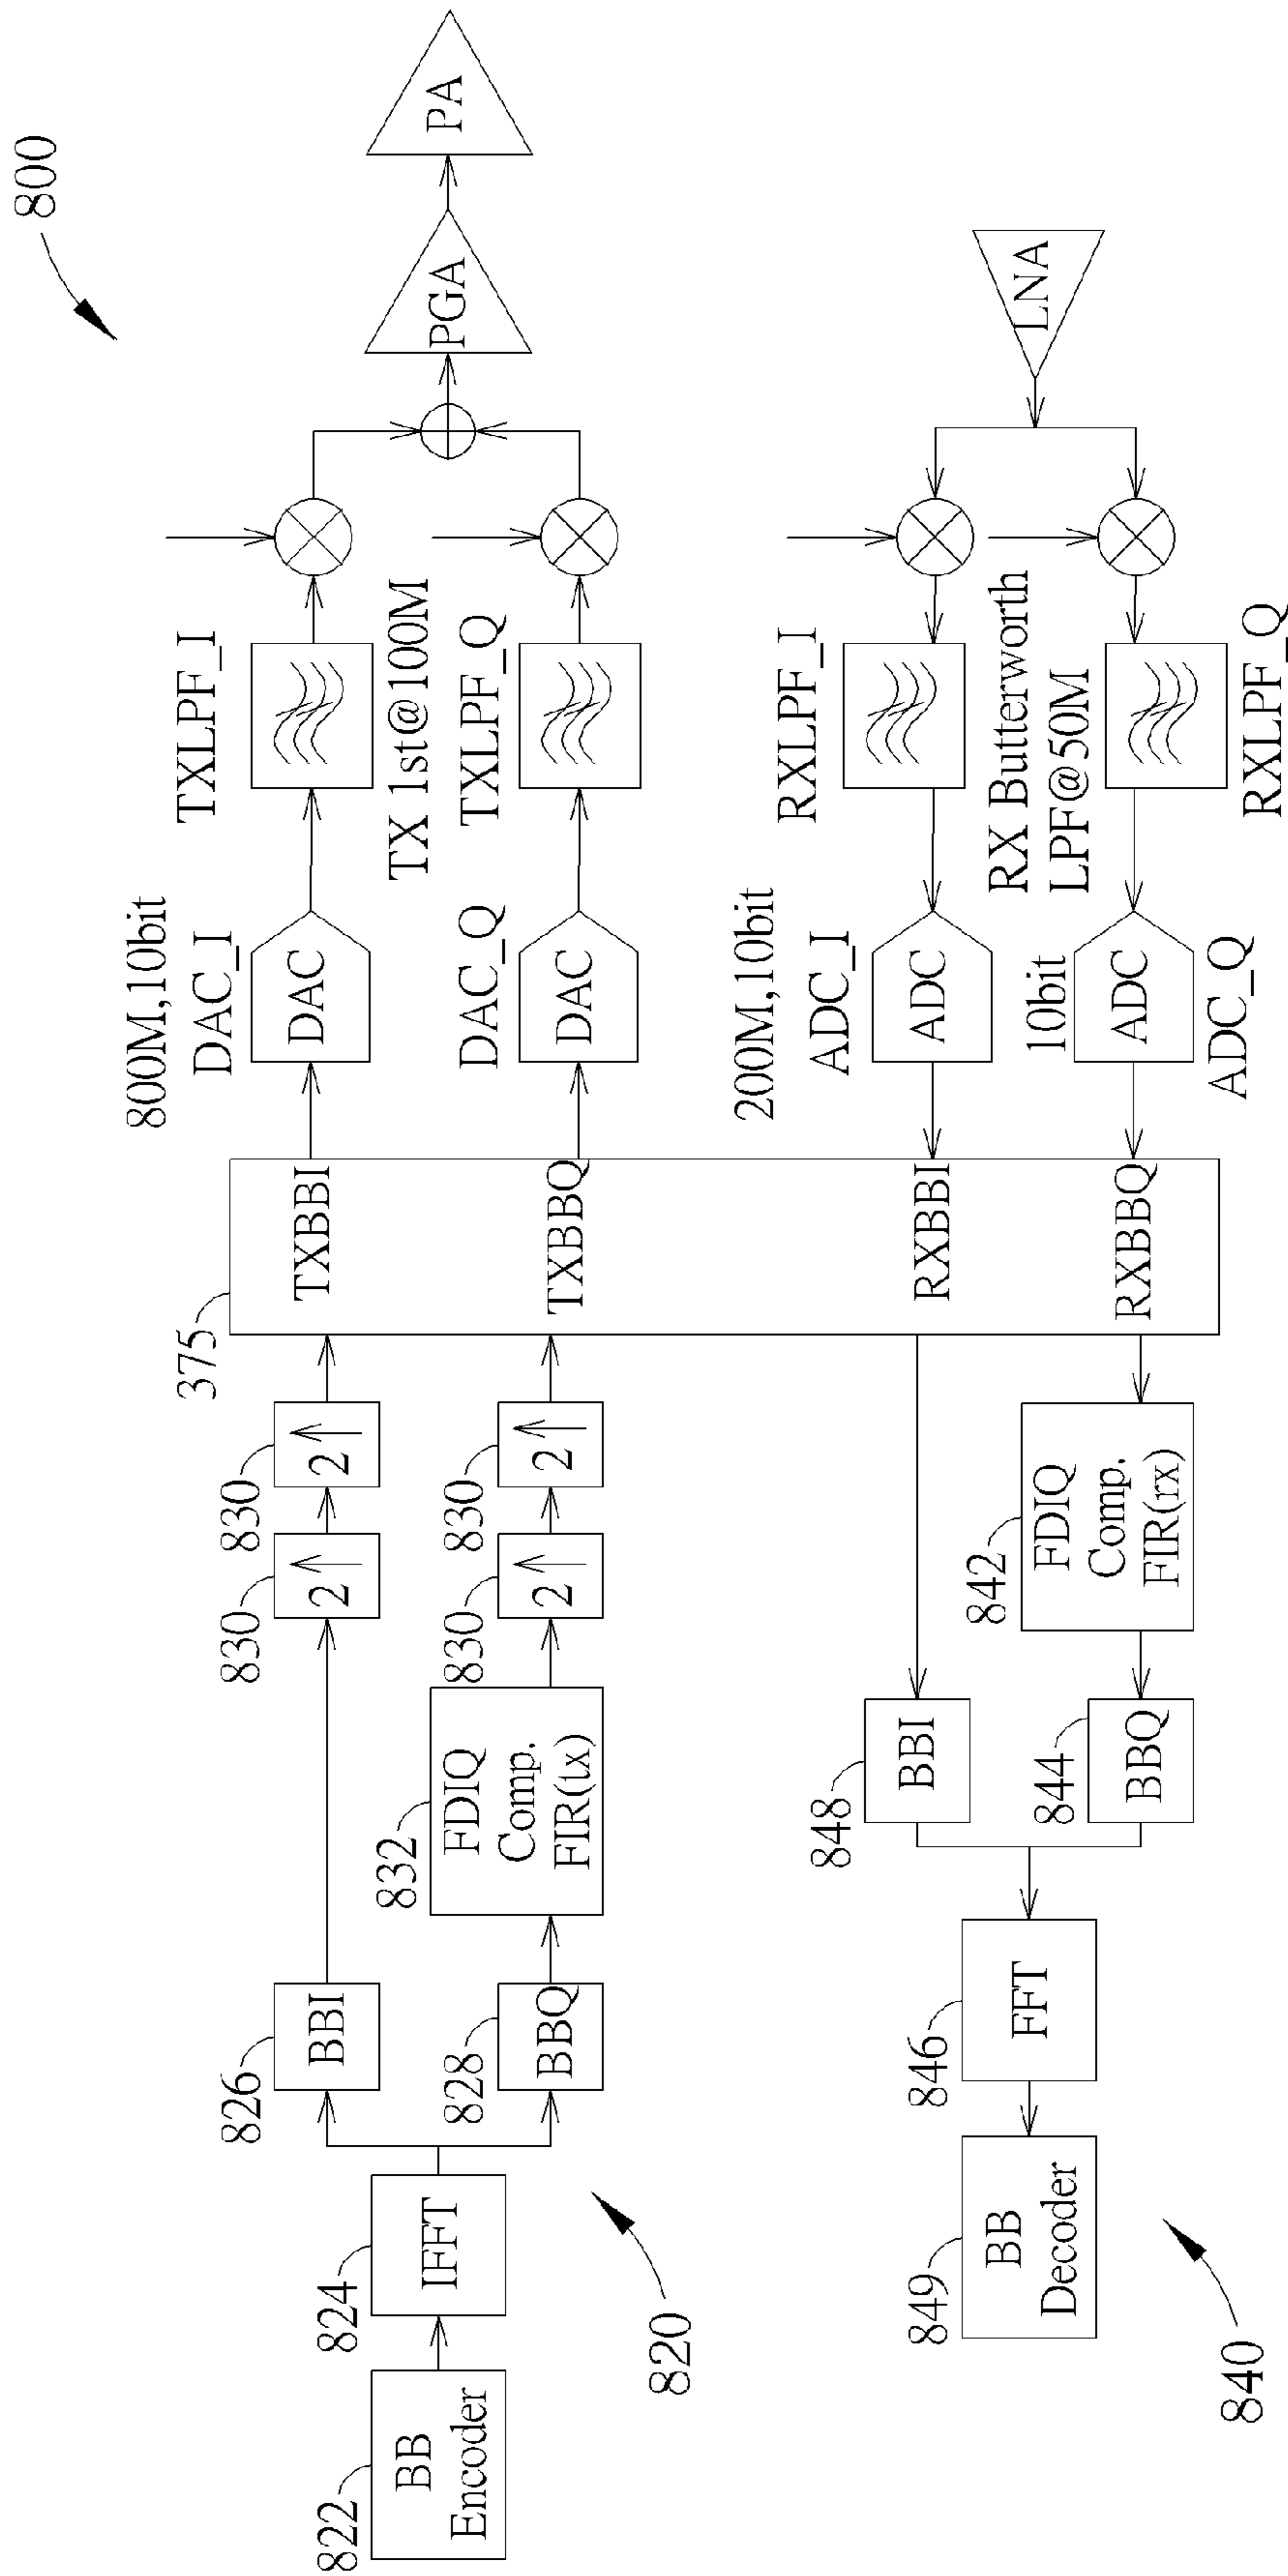 800
800M,10bit
DAC_I
DAC
TXLPF_I
TX 1st@100M
PGA
PA
DAC_Q
DAC
TXLPF_Q
375
TXBBI
TXBBQ
RXBBI
RXBBQ
822
BB
Encoder
824
IFFT
826
BBI
828
BBQ
832
FDIQ
Comp.
FIR(tx)
830
2
830
2
830
2
830
2
820
200M,10bit
ADC_I
ADC
RXLPF_I
RX Butterworth
LPF@50M
LNA
10bit
ADC
ADC_Q
RXLPF_Q
842
FDIQ
Comp.
FIR(rx)
848
BBI
844
BBQ
846
FFT
849
BB
Decoder
840